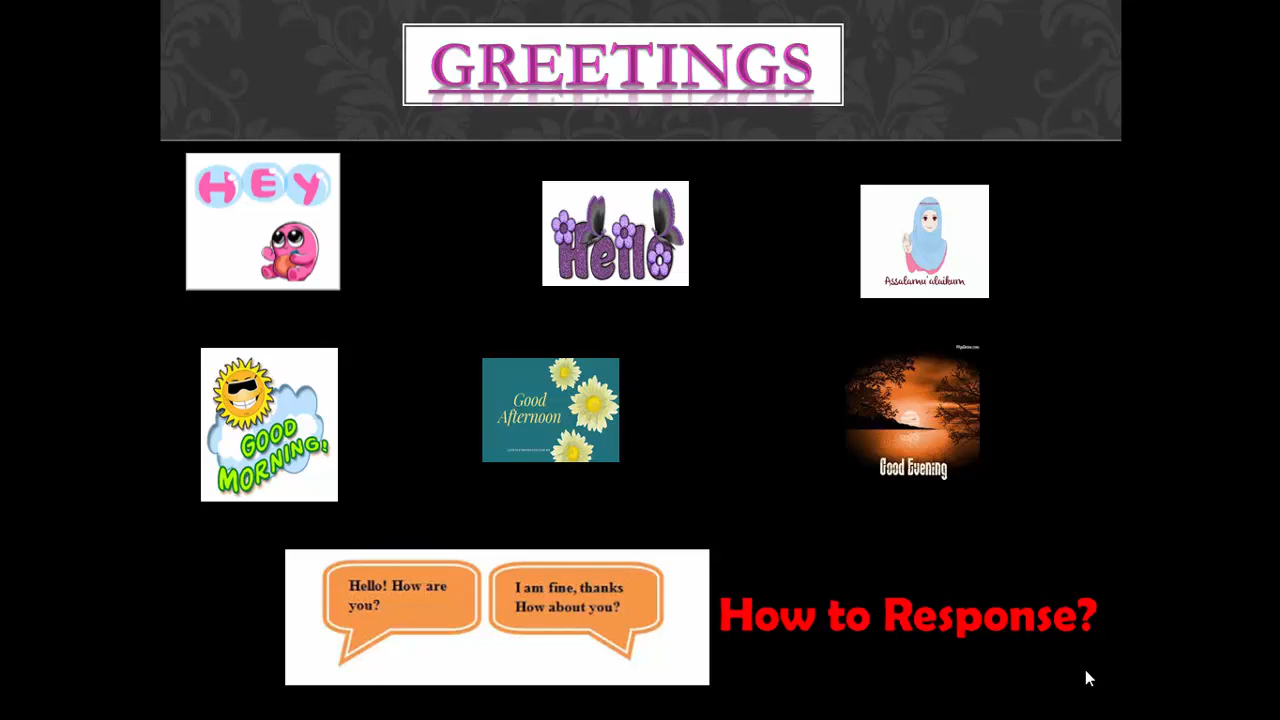 GREETINGS
HEY
Hello
Assalamu'alaikum
GOOD
MORNING!
Good
Afternoon
Good Evening
Hello! How are
you?
I am fine, thanks
How about you?
How to Response?